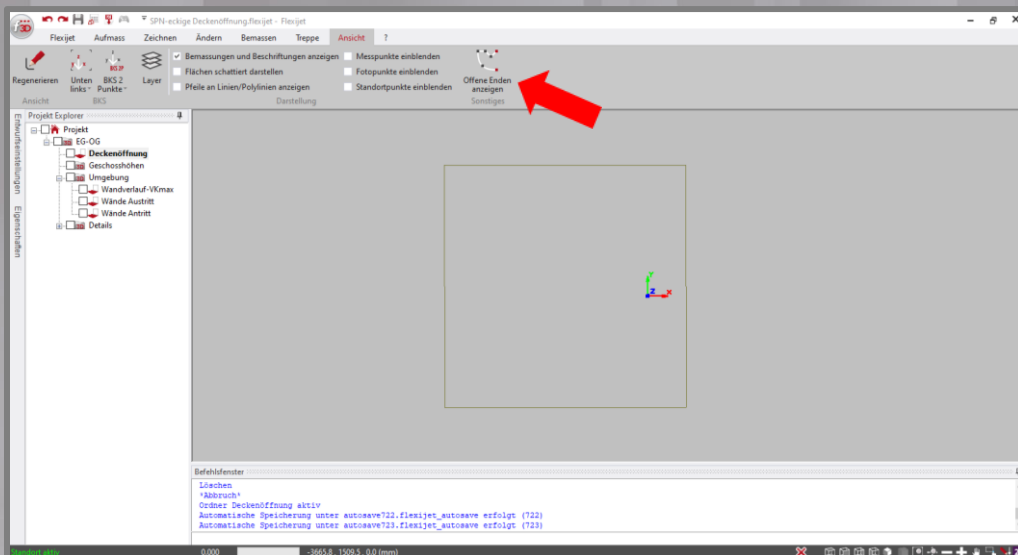 3D
SPN-eckige Deckenöffnung.flexijet - Flexijet
Flexijet Aufmass Zeichnen Ändern Bemassen Treppe Ansicht ?
Regenerieren
Unten links
BKS 2P
BKS 2 Punkte
Layer
Bemassungen und Beschriftungen anzeigen
Flächen schattiert darstellen
Pfeile an Linien/Polylinien anzeigen
Messpunkte einblenden
Fotopunkte einblenden
Standortpunkte einblenden
Offene Enden
anzeigen
Ansicht BKS Darstellung Sonstiges
Entwurfseinstellungen
Eigenschaften
Projekt Explorer
Projekt
EG-OG
Deckenöffnung
Geschosshöhen
Umgebung
Wandverlauf-VKmax
Wände Austritt
Wände Antritt
Details
Y
Z X
Befehlsfenster
Löschen
*Abbruch*
Ordner Deckenöffnung aktiv
Automatische Speicherung unter autosave722.flexijet_autosave erfolgt (722)
Automatische Speicherung unter autosave723.flexijet_autosave erfolgt (723)
Standort aktiv 0,000 -3665,8, 1509,5, 0,0 (mm)